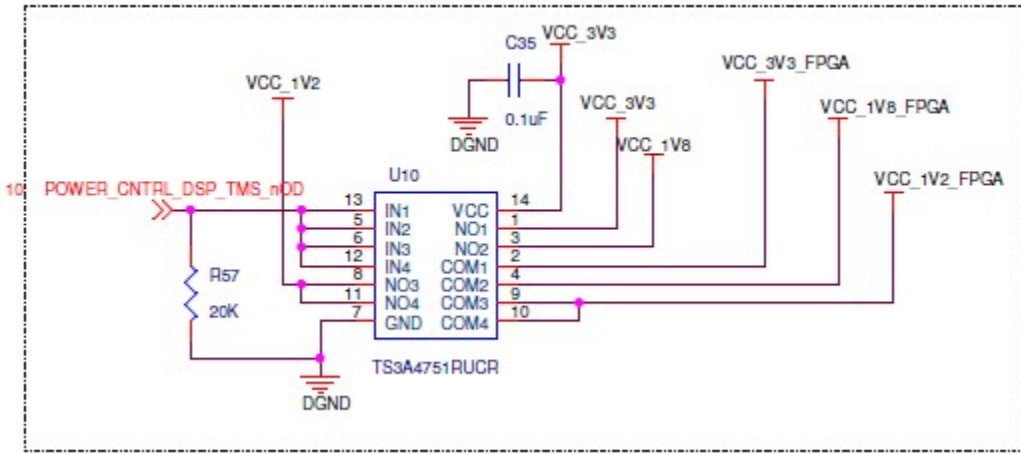 VCC_3V3
C35
VCC_3V3_FPGA
VCC_1V2
VCC_3V3
VCC_1V8_FPGA
0.1uF
DGND
VCC_1V8
U10
VCC_1V2_FPGA
10 POWER_CNTRL_DSP_TMS_nOD
13 IN1 VCC 14
5 IN2 NO1 1
6 IN3 NO2 3
12 IN4 COM1 2
8 NO3 COM2 4
11 NO4 COM3 9
7 GND COM4 10
R57
20K
TS3A4751RUCR
DGND